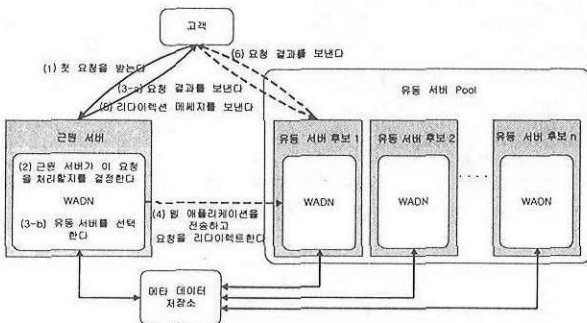 고객
(1) 첫 요청을 받는다
(6) 요청 결과를 보낸다
(3-a) 요청 결과를 보낸다
(5) 리다이렉션 메세지를 보낸다
유동 서버 Pool
근원 서버
유동 서버 후보 1
유동 서버 후보 2
유동 서버 후보 n
(2) 근원 서버가 이 요청
을 처리할지를 결정한다
WADN
(3-b) 유동 서버를 선택
한다
(4) 웹 애플리케이션을
전송하고
요청을 리다이렉트한다
WADN
WADN
WADN
메타 데이터
저장소